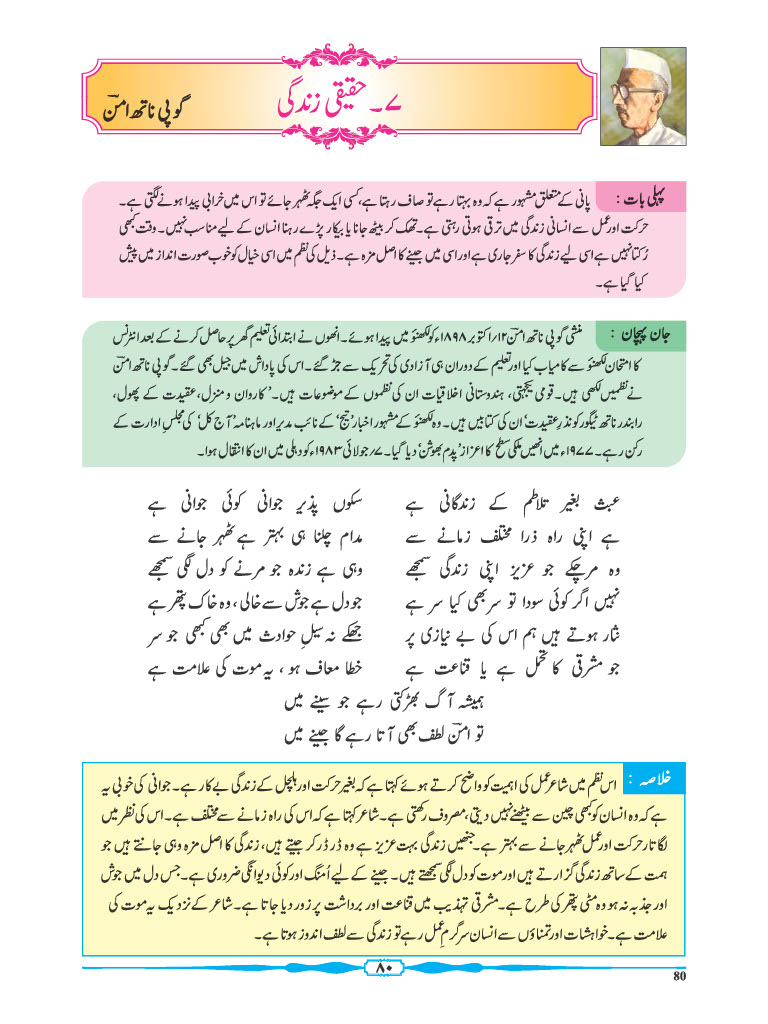 ۷۔ حقیقی زندگی
گوپی ناتھ امنؔ
پہلی بات : پانی کے متعلق مشہور ہے کہ وہ بہتا رہے تو صاف رہتا ہے، کسی ایک جگہ ٹھہر جائے تو اس میں خرابی پیدا ہونے لگتی ہے۔
حرکت اور عمل سے انسانی زندگی میں ترقی ہوتی رہتی ہے۔ تھک کر بیٹھ جانا یا بیکار پڑے رہنا انسان کے لیے مناسب نہیں۔ وقت کبھی
رُکتا نہیں ہے اسی لیے زندگی کا سفر جاری ہے اور اسی میں جینے کا اصل مزہ ہے۔ ذیل کی نظم میں اسی خیال کو خوب صورت انداز میں پیش
کیا گیا ہے۔
جان پہچان : منشی گوپی ناتھ امنؔ ۱۲؍اکتوبر ۱۸۹۸ء کو لکھنؤ میں پیدا ہوئے۔ انھوں نے ابتدائی تعلیم گھر پر حاصل کرنے کے بعد انٹرنس
کا امتحان لکھنؤ سے کامیاب کیا اور تعلیم کے دوران ہی آزادی کی تحریک سے جڑ گئے۔ اس کی پاداش میں جیل بھی گئے۔ گوپی ناتھ امنؔ
نے نظمیں لکھی ہیں۔ قومی یکجہتی، ہندوستانی اخلاقیات ان کی نظموں کے موضوعات ہیں۔ 'کاروان و منزل، عقیدت کے پھول،
رابندر ناتھ ٹیگور کو نذرِ عقیدت' ان کی کتابیں ہیں۔ وہ لکھنؤ کے مشہور اخبار 'تیج' کے نائب مدیر اور ماہنامہ 'آج کل' کی مجلسِ ادارت کے
رکن رہے۔ ۱۹۷۷ء میں انھیں ملکی سطح کا اعزاز 'پدم بھوشن' دیا گیا۔ ۷؍جولائی ۱۹۸۳ء کو دہلی میں ان کا انتقال ہوا۔
عبث بغیر تلاطم کے زندگانی ہے سکوں پذیر جوانی کوئی جوانی ہے
ہے اپنی راہ ذرا مختلف زمانے سے مدام چلنا ہی بہتر ہے ٹھہر جانے سے
وہ مرچکے جو عزیز اپنی زندگی سمجھے وہی ہے زندہ جو مرنے کو دل لگی سمجھے
نہیں اگر کوئی سودا تو سر بھی کیا سر ہے جو دل ہے جوش سے خالی، وہ خاک پتھر ہے
نثار ہوتے ہیں ہم اس کی بے نیازی پر جھکے نہ سیلِ حوادث میں بھی کبھی جو سر
جو مشرقی کا تحمل ہے یا قناعت ہے خطا معاف ہو ، یہ موت کی علامت ہے
ہمیشہ آگ بھڑکتی رہے جو سینے میں
تو امنؔ لطف بھی آتا رہے گا جینے میں
خلاصہ : اس نظم میں شاعر عمل کی اہمیت کو واضح کرتے ہوئے کہتا ہے کہ بغیر حرکت اور ہلچل کے زندگی بے کار ہے۔ جوانی کی خوبی یہ
ہے کہ وہ انسان کو کبھی چین سے بیٹھنے نہیں دیتی، مصروف رکھتی ہے۔ شاعر کہتا ہے کہ اس کی راہ زمانے سے مختلف ہے۔ اس کی نظر میں
لگاتار حرکت اور عمل ٹھہر جانے سے بہتر ہے۔ جنھیں زندگی بہت عزیز ہے وہ ڈر ڈر کر جیتے ہیں، زندگی کا اصل مزہ وہی جانتے ہیں جو
ہمت کے ساتھ زندگی گزارتے ہیں اور موت کو دل لگی سمجھتے ہیں۔ جینے کے لیے اُمنگ اور کوئی دیوانگی ضروری ہے۔ جس دل میں جوش
اور جذبہ نہ ہو وہ مٹی پتھر کی طرح ہے۔ مشرقی تہذیب میں قناعت اور برداشت پر زور دیا جاتا ہے۔ شاعر کے نزدیک یہ موت کی
علامت ہے۔ خواہشات اور تمناؤں سے انسان سرگرمِ عمل رہے تو زندگی سے لطف اندوز ہوتا ہے۔
۸۰
80